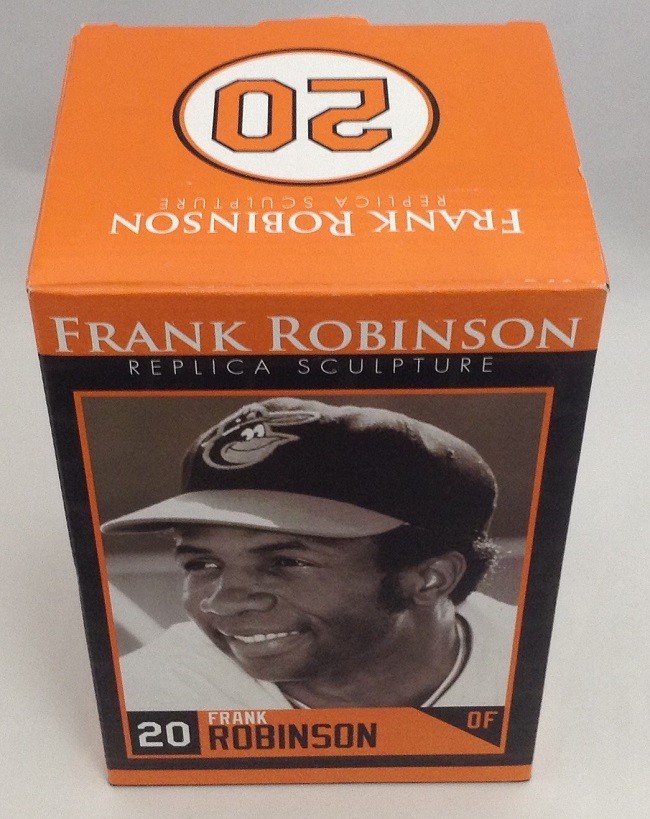 20
FRANK ROBINSON
REPLICA SCULPTURE
FRANK ROBINSON
REPLICA SCULPTURE
20
FRANK
ROBINSON
OF